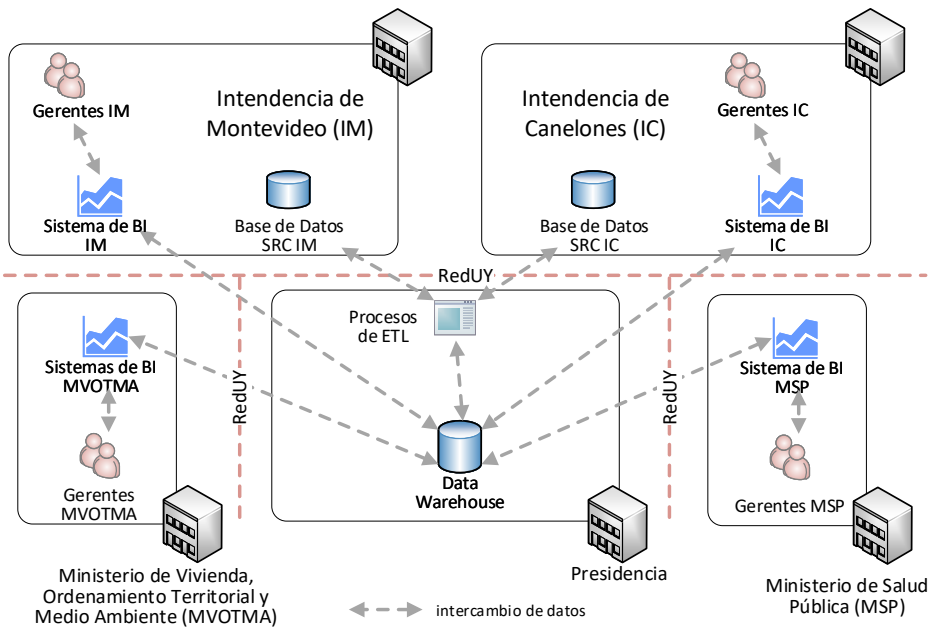 Gerentes IM
Intendencia de
Montevideo (IM)
Sistema de BI
IM
Base de Datos
SRC IM
Intendencia de
Canelones (IC)
Gerentes IC
Base de Datos
SRC IC
Sistema de BI
IC
RedUY
Sistemas de BI
MVOTMA
Gerentes
MVOTMA
RedUY
Procesos
de ETL
Data
Warehouse
RedUY
Sistema de BI
MSP
Gerentes MSP
Ministerio de Vivienda,
Ordenamiento Territorial y
Medio Ambiente (MVOTMA)
Presidencia
Ministerio de Salud
Pública (MSP)
intercambio de datos